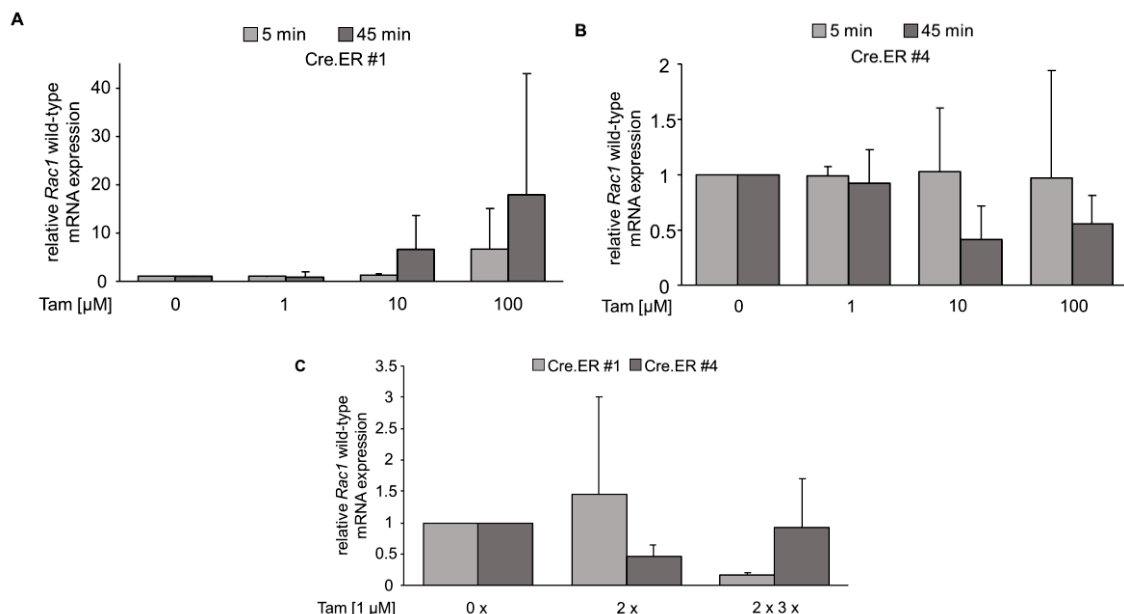 A
5 min 45 min
Cre.ER #1
relative Rac1 wild-type
mRNA expression
40
30
20
10
0
Tam [µM] 0 1 10 100
B
5 min 45 min
Cre.ER #4
relative Rac1 wild-type
mRNA expression
2
1.5
1
0.5
0
Tam [µM] 0 1 10 100
C
Cre.ER #1 Cre.ER #4
relative Rac1 wild-type
mRNA expression
3.5
3
2.5
2
1.5
1
0.5
0
Tam [1 µM] 0 x 2 x 2 x 3 x